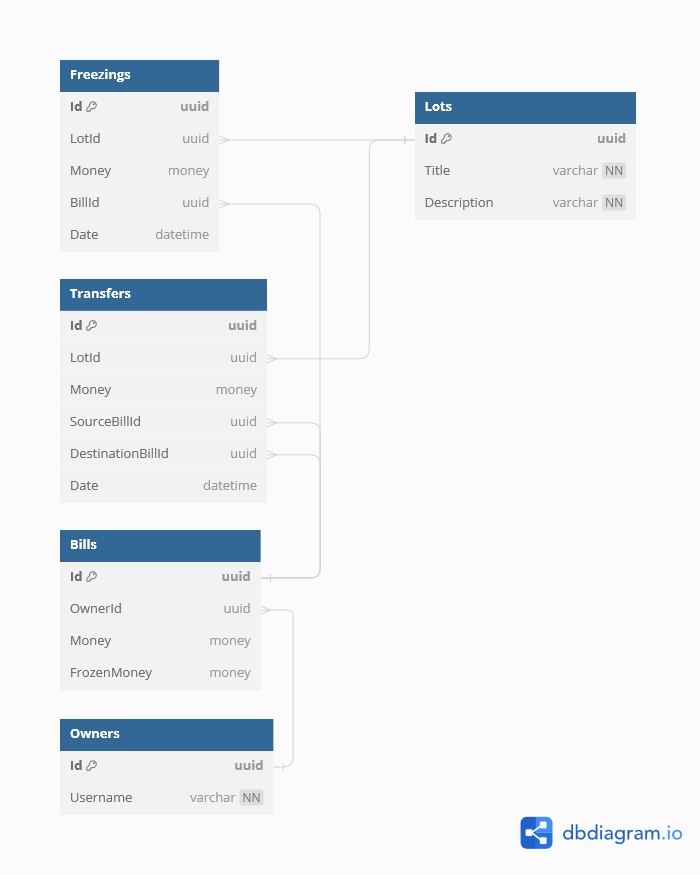 Freezings
Id uuid
LotId uuid
Money money
BillId uuid
Date datetime
Lots
Id uuid
Title varchar NN
Description varchar NN
Transfers
Id uuid
LotId uuid
Money money
SourceBillId uuid
DestinationBillId uuid
Date datetime
Bills
Id uuid
OwnerId uuid
Money money
FrozenMoney money
Owners
Id uuid
Username varchar NN
dbdiagram.io